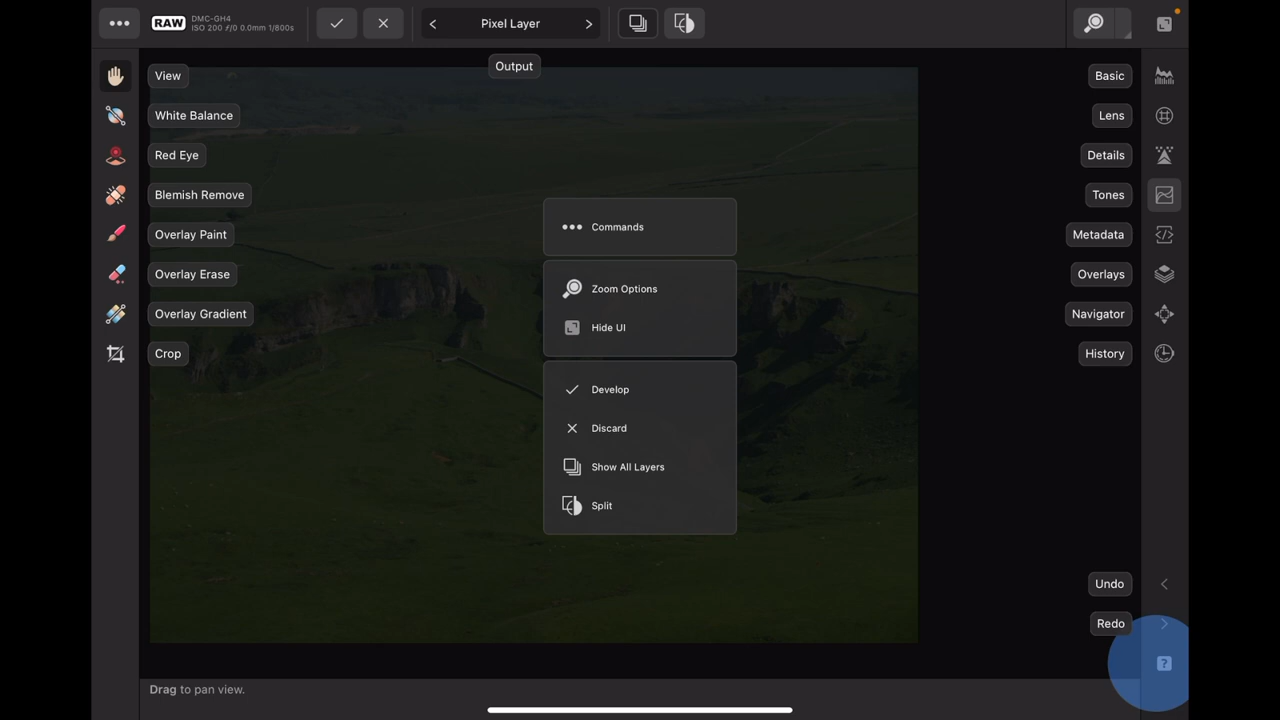 RAW
DMC-GH4
ISO 200 ƒ/0 0.0mm 1/800s
Pixel Layer
Output
View
White Balance
Red Eye
Blemish Remove
Overlay Paint
Overlay Erase
Overlay Gradient
Crop
Commands
Zoom Options
Hide UI
Develop
Discard
Show All Layers
Split
Basic
Lens
Details
Tones
Metadata
Overlays
Navigator
History
Undo
Redo
?
Drag to pan view.